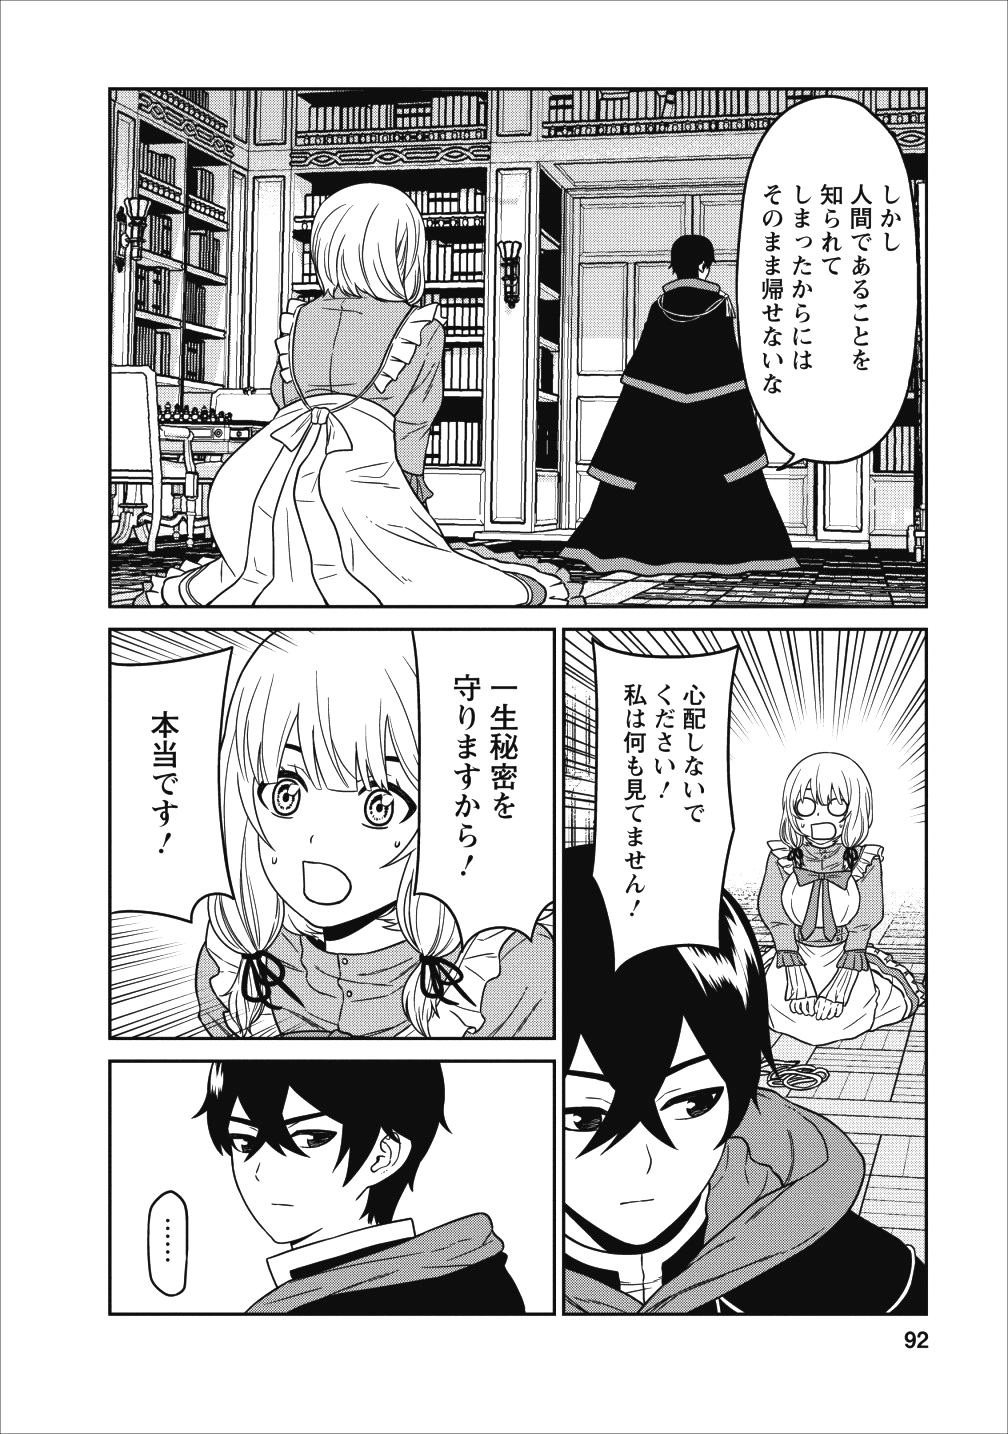 しかし
人間であることを
知られて
しまったからには
そのまま帰せないな
心配しないで
ください！
私は何も見てません！
一生秘密を
守りますから！
本当です！
……
92